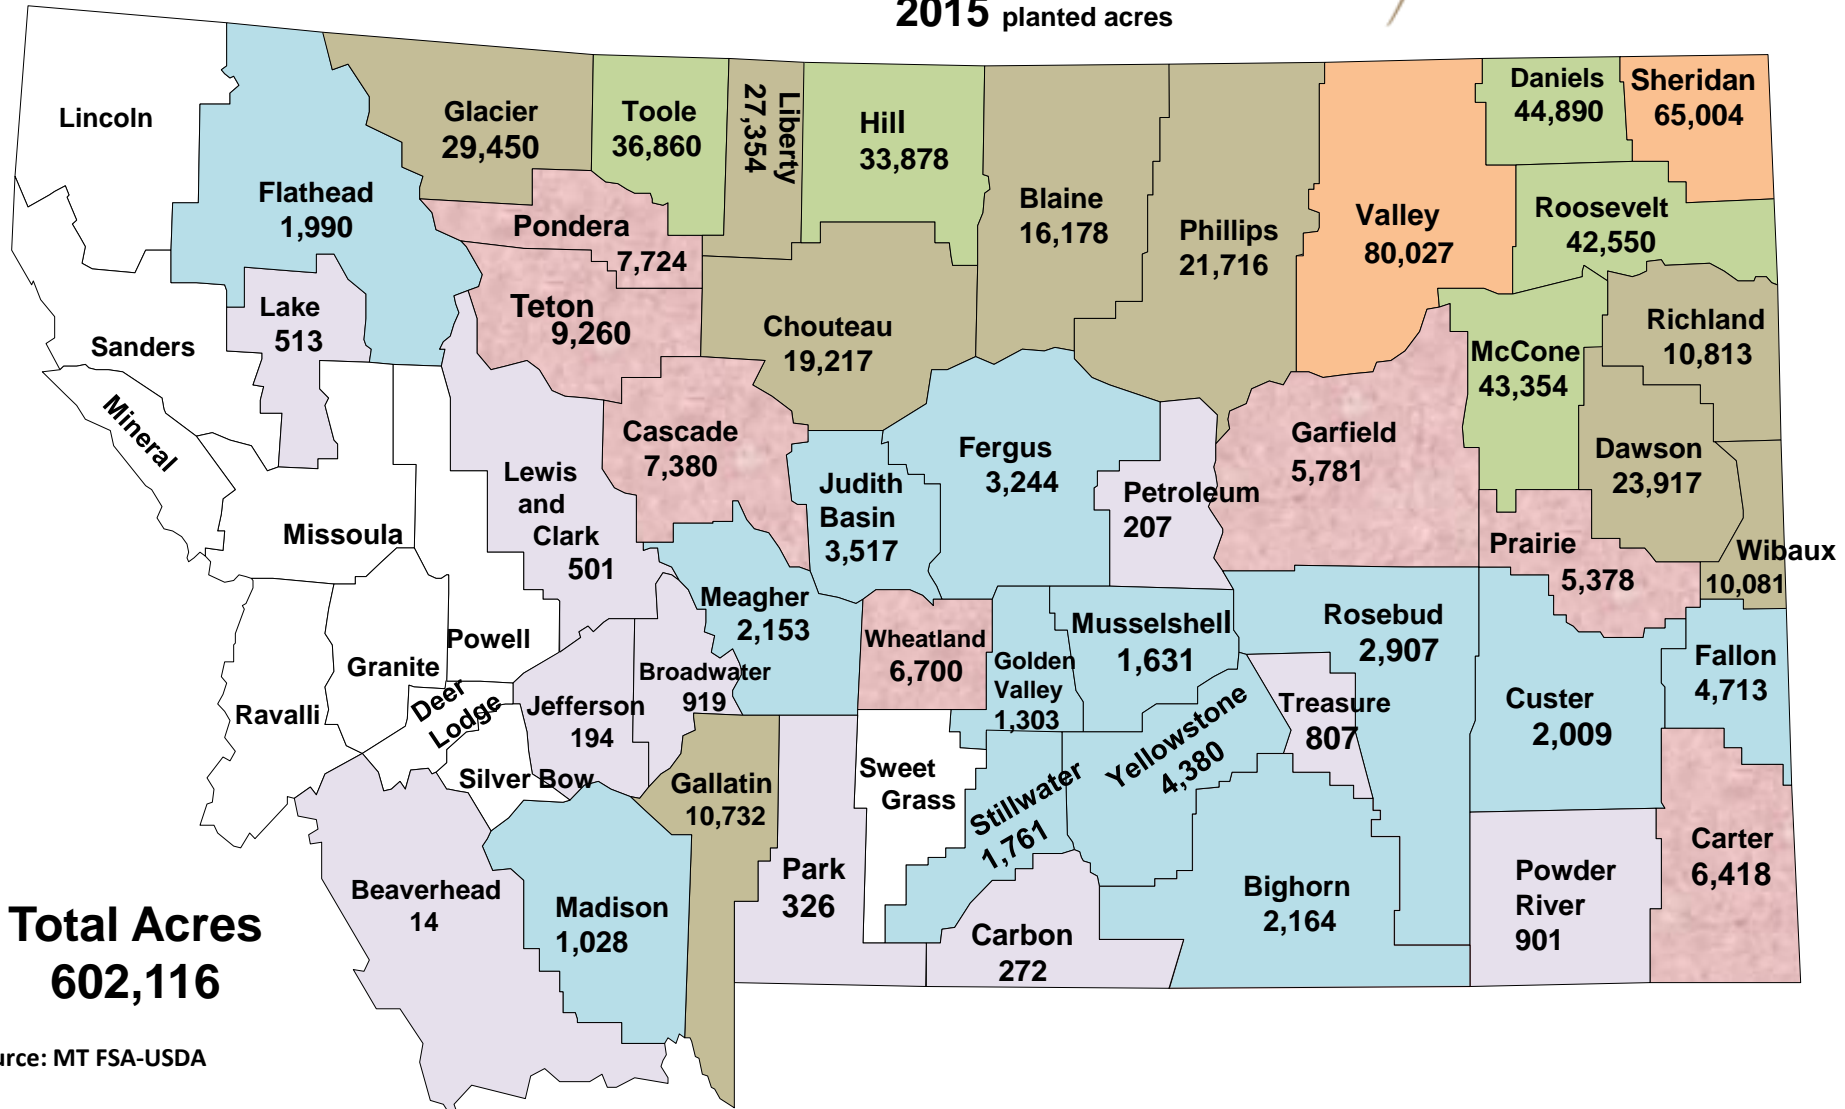 2015 planted acres
Lincoln
Flathead
1,990
Glacier
29,450
Toole
36,860
Liberty
27,354
Hill
33,878
Blaine
16,178
Phillips
21,716
Valley
80,027
Daniels
44,890
Sheridan
65,004
Roosevelt
42,550
Pondera
7,724
Teton
9,260
Lake
513
Sanders
Chouteau
19,217
McCone
43,354
Richland
10,813
Mineral
Cascade
7,380
Fergus
3,244
Garfield
5,781
Dawson
23,917
Lewis
and
Clark
501
Judith
Basin
3,517
Petroleum
207
Missoula
Prairie
5,378
Wibaux
10,081
Meagher
2,153
Wheatland
6,700
Musselshell
1,631
Rosebud
2,907
Powell
Granite
Broadwater
919
Golden
Valley
1,303
Fallon
4,713
Ravalli
Deer
Lodge
Jefferson
194
Treasure
807
Custer
2,009
Silver Bow
Gallatin
10,732
Sweet
Grass
Stillwater
1,761
Yellowstone
4,380
Park
326
Carter
6,418
Beaverhead
14
Madison
1,028
Bighorn
2,164
Powder
River
901
Carbon
272
Total Acres
602,116
urce: MT FSA-USDA